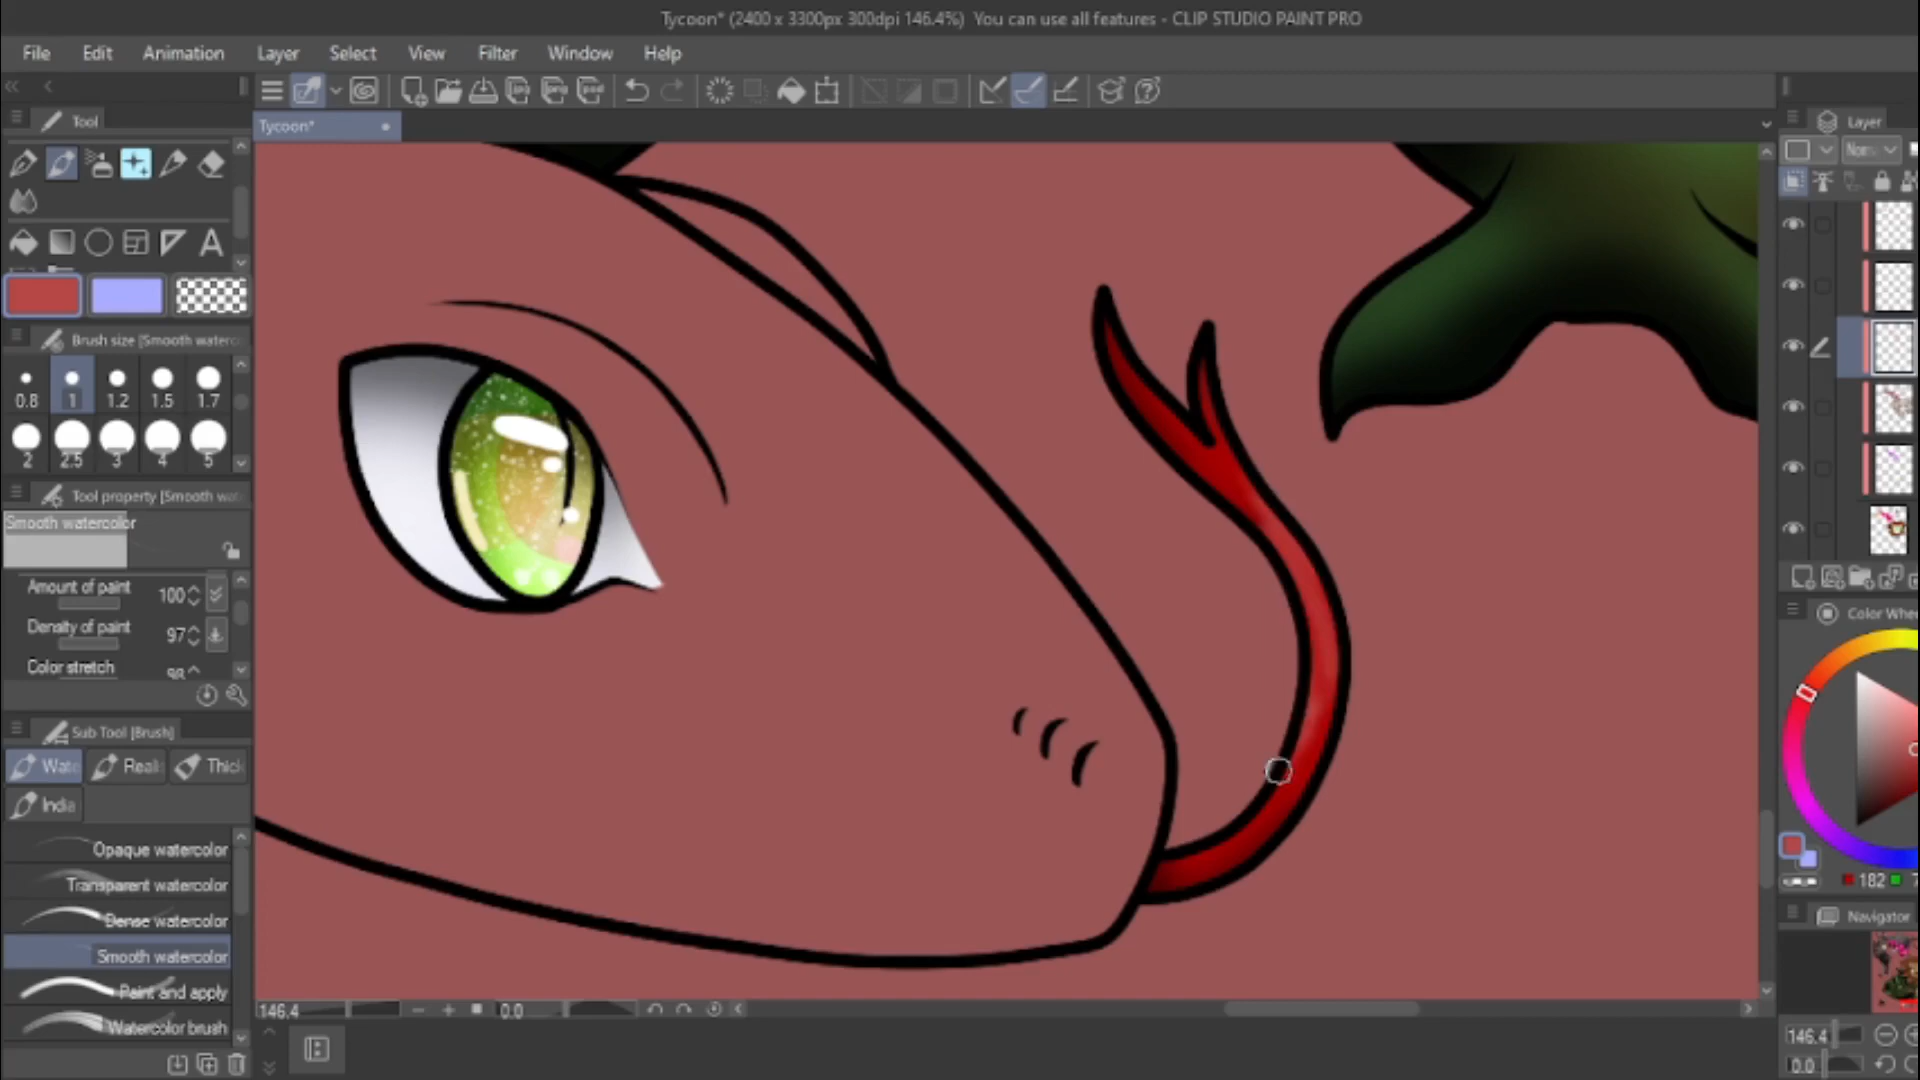 Tycoon* (2400 x 3300px 300dpi 146.4%) You can use all features - CLIP STUDIO PAINT PRO
File Edit Animation Layer Select View Filter Window Help
Tool
Tycoon*
Layer
Norm
Brush size [Smooth waterc
0.8 1 1.2 1.5 1.7
2 2.5 3 4 5
Tool property [Smooth wat
Smooth watercolor
Amount of paint 100
Density of paint 97
Color stretch 98
Sub Tool [Brush]
Wate Reali Thick
India
Opaque watercolor
Transparent watercolor
Dense watercolor
Smooth watercolor
Paint and apply
Watercolor brush
146.4 0.0
Color Whee
182 7
Navigator
146.4
0.0